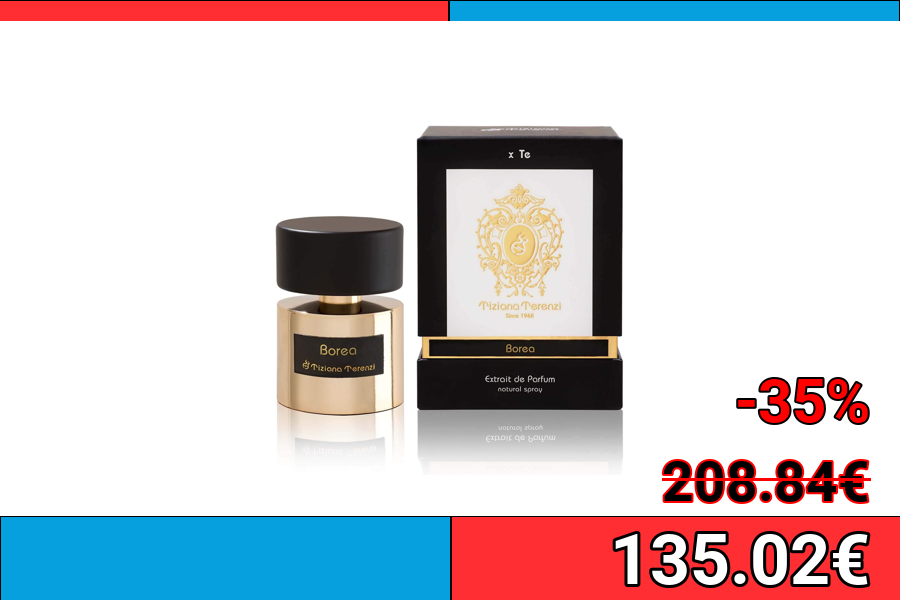 x Te
Tiziana Terenzi
Since 1968
Borea
Extrait de Parfum
natural spray
Borea
Tiziana Terenzi
-35%
208.84€
135.02€